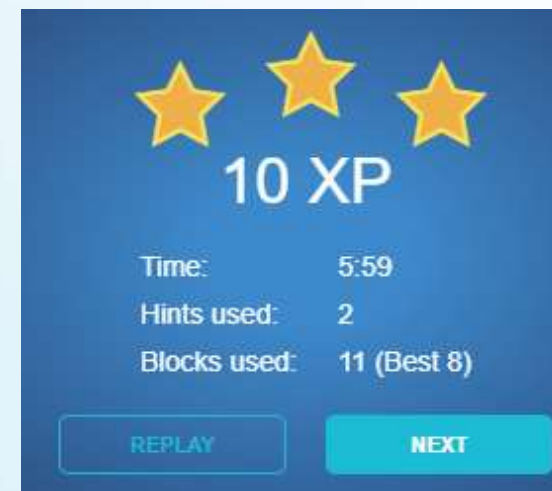 10 XP
Time: 5:59
Hints used: 2
Blocks used: 11 (Best 8)
REPLAY NEXT